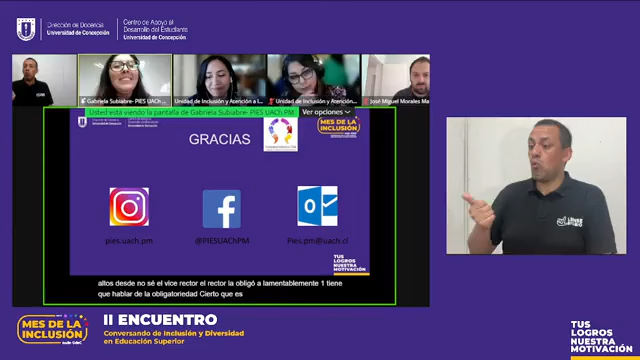 Dirección de Docencia
Universidad de Concepción
Centro de Apoyo al
Desarrollo del Estudiante
Universidad de Concepción
Gabriela Subiabre- PIES UACH...
Unidad de Inclusión y Atención a l...
Unidad de Inclusión y Atención...
José Miguel Morales Ma
Usted está viendo la pantalla de Gabriela Subiabre- PIES UACH PM
Ver opciones
MES DE LA
INCLUSIÓN
GRACIAS
pies.uach.pm
@PIESUAChPM
Pies.pm@uach.cl
TUS
LOGROS
NUESTRA
MOTIVACIÓN
altos desde no sé el vice rector el rector la obligó a lamentablemente 1 tiene
que hablar de la obligatoriedad Cierto que es
MES DE LA
INCLUSIÓN
II ENCUENTRO
Conversando de Inclusión y Diversidad
en Educación Superior
TUS
LOGROS
NUESTRA
MOTIVACIÓN